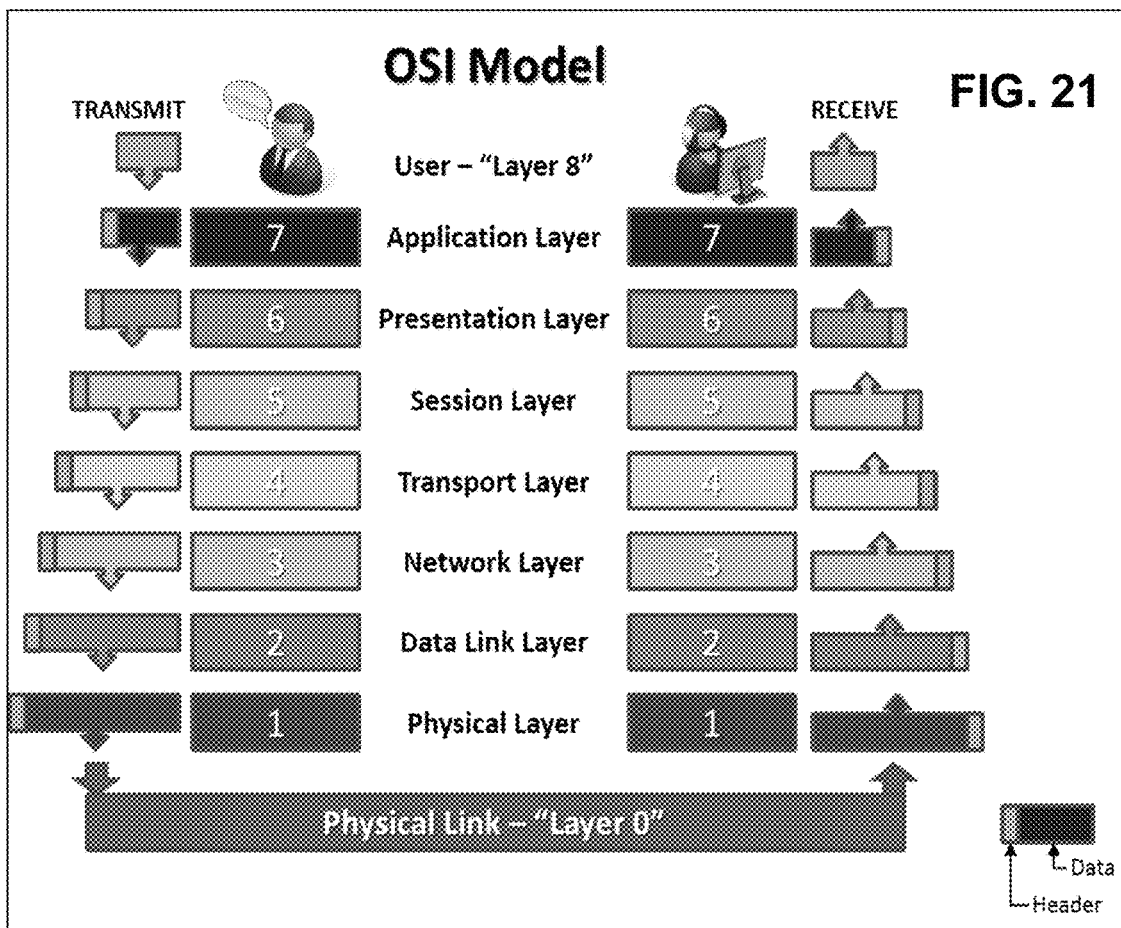 OSI Model
FIG. 21
TRANSMIT
RECEIVE
User – "Layer 8"
7 Application Layer 7
6 Presentation Layer 6
5 Session Layer 5
4 Transport Layer 4
3 Network Layer 3
2 Data Link Layer 2
1 Physical Layer 1
Physical Link – "Layer 0"
Data
Header